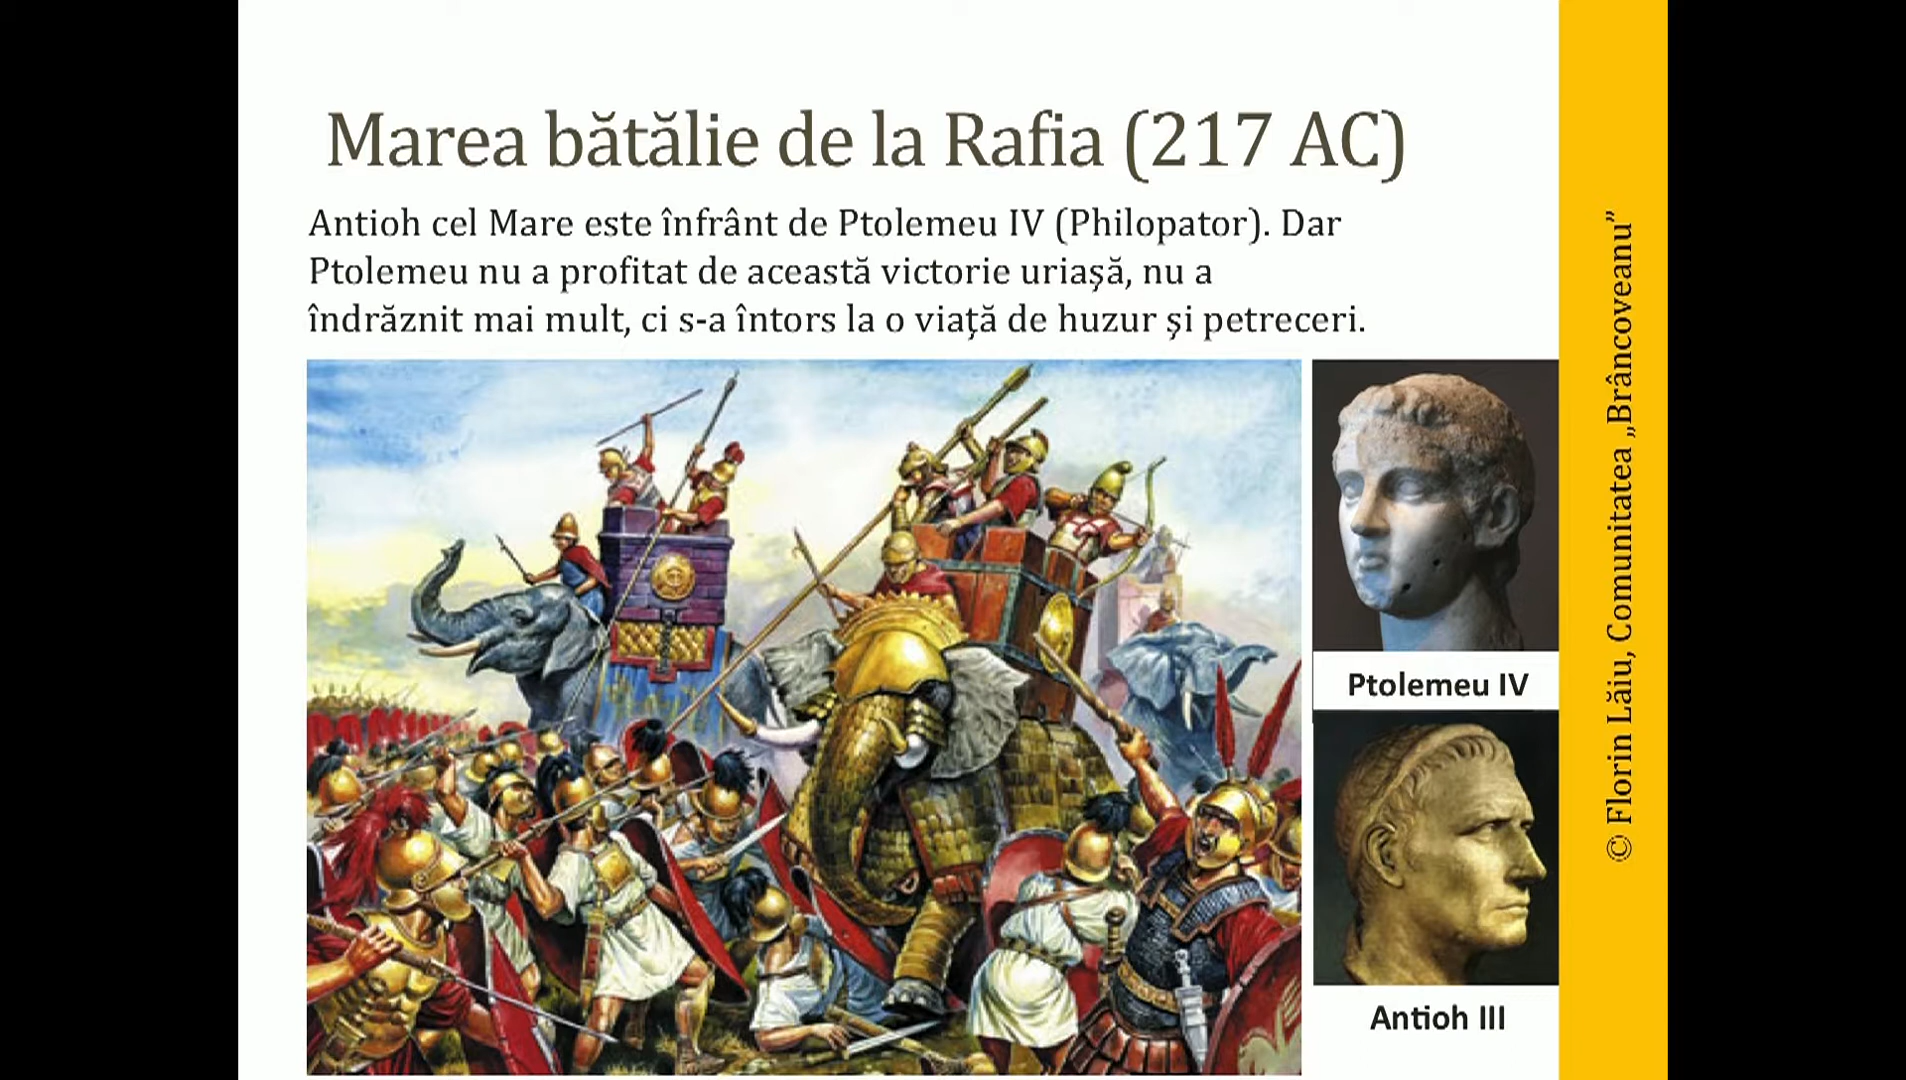 Marea bătălie de la Rafia (217 AC)
Antioh cel Mare este înfrânt de Ptolemeu IV (Philopator). Dar
Ptolemeu nu a profitat de această victorie uriașă, nu a
îndrăznit mai mult, ci s-a întors la o viață de huzur și petreceri.
Ptolemeu IV
Antioh III
© Florin Lăiu, Comunitatea „Brâncoveanu”